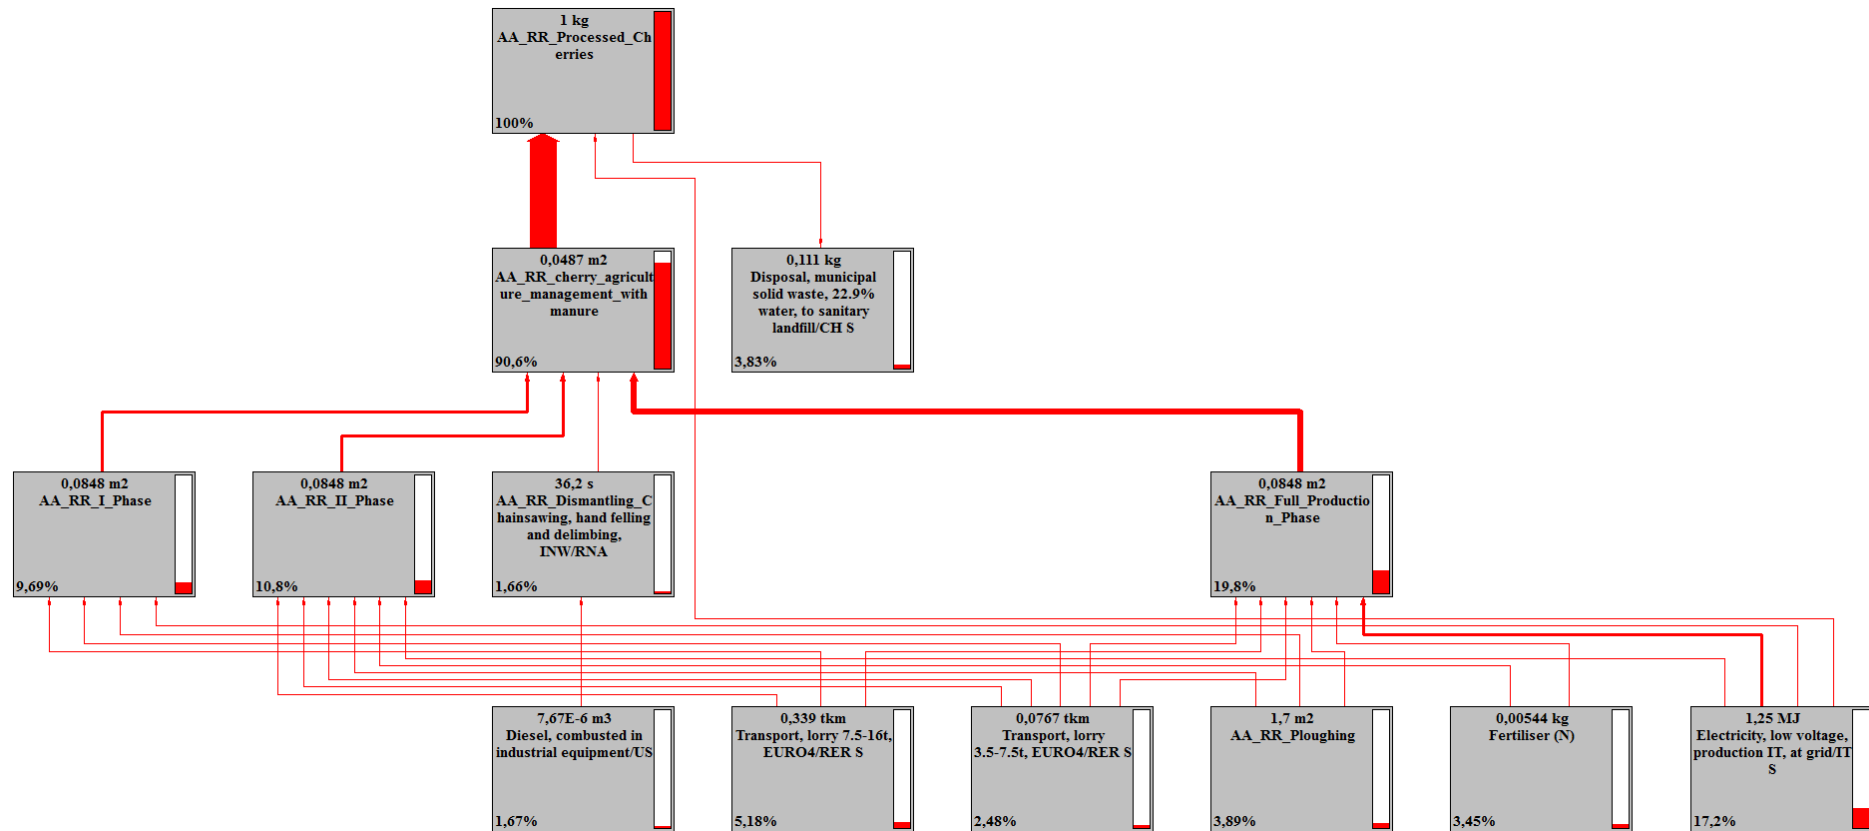 1 kg
AA_RR_Processed_Ch
erries
100%
0,0487 m2
AA_RR_cherry_agricult
ure_management_with
manure
90,6%
0,111 kg
Disposal, municipal
solid waste, 22.9%
water, to sanitary
landfill/CH S
3,83%
0,0848 m2
AA_RR_I_Phase
9,69%
0,0848 m2
AA_RR_II_Phase
10,8%
36,2 s
AA_RR_Dismantling_C
hainsawing, hand felling
and delimbing,
INW/RNA
1,66%
0,0848 m2
AA_RR_Full_Productio
n_Phase
19,8%
7,67E-6 m3
Diesel, combusted in
industrial equipment/US
1,67%
0,339 tkm
Transport, lorry 7.5-16t,
EURO4/RER S
5,18%
0,0767 tkm
Transport, lorry
3.5-7.5t, EURO4/RER S
2,48%
1,7 m2
AA_RR_Ploughing
3,89%
0,00544 kg
Fertiliser (N)
3,45%
1,25 MJ
Electricity, low voltage,
production IT, at grid/IT
S
17,2%